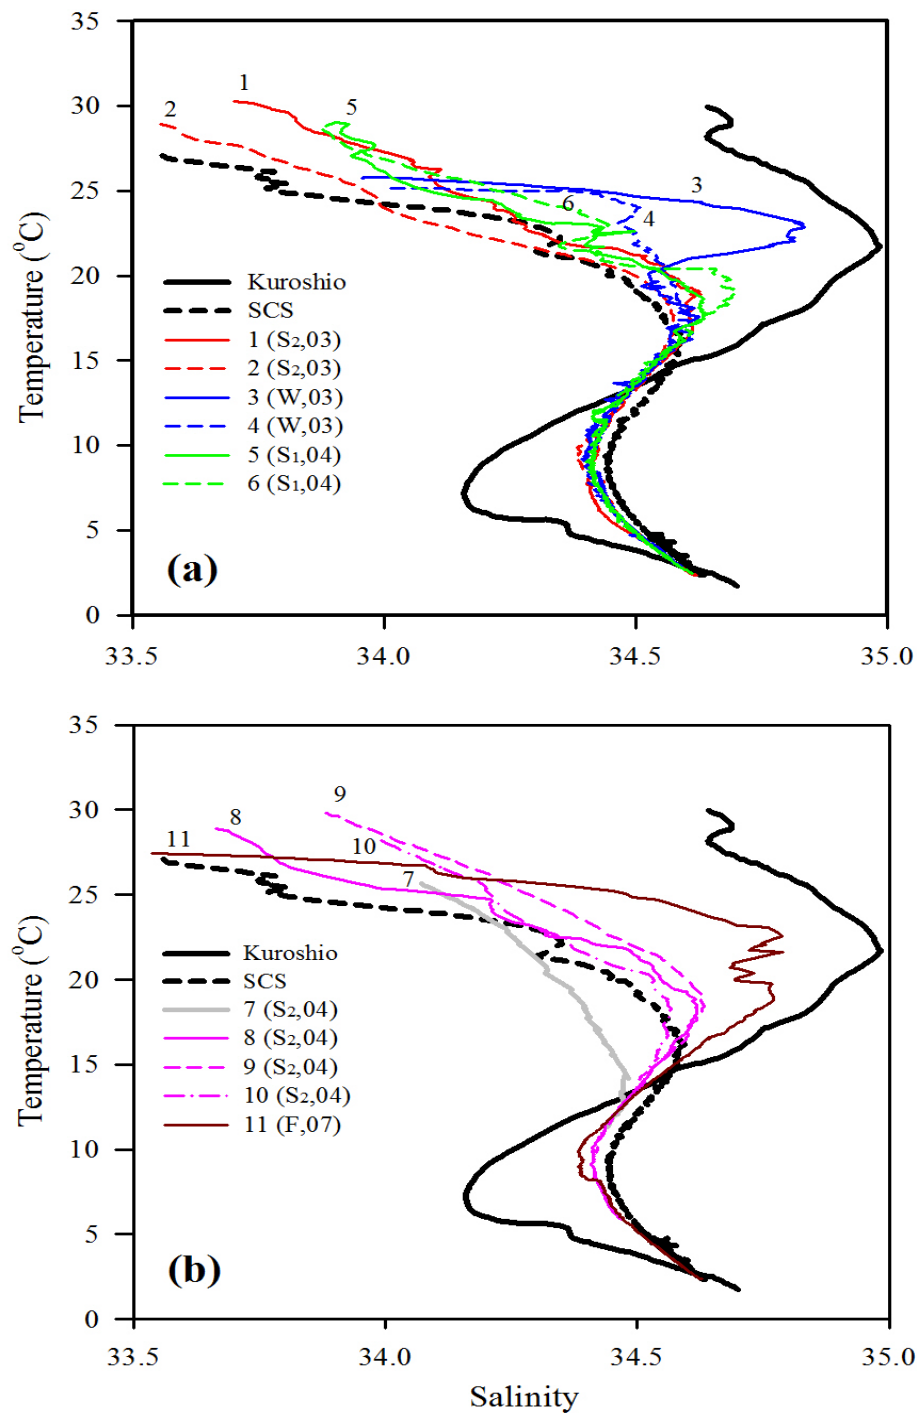 35
30
25
20
15
10
5
0
Temperature (⁰C)
1
2
5
3
6
4
Kuroshio
SCS
1 (S₂,03)
2 (S₂,03)
3 (W,03)
4 (W,03)
5 (S₁,04)
6 (S₁,04)
(a)
33.5 34.0 34.5 35.0
35
30
25
20
15
10
5
0
Temperature (⁰C)
9
8
11
10
7
Kuroshio
SCS
7 (S₂,04)
8 (S₂,04)
9 (S₂,04)
10 (S₂,04)
11 (F,07)
(b)
33.5 34.0 34.5 35.0
Salinity